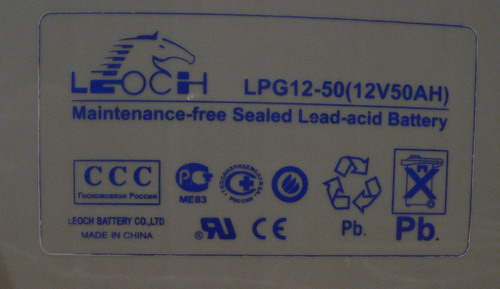 LEOCH
LPG12-50(12V50AH)
Maintenance-free Sealed Lead-acid Battery
CCC
Госкомсвязи России
ME83
Pb.
Pb.
LEOCH BATTERY CO.,LTD
MADE IN CHINA
CE